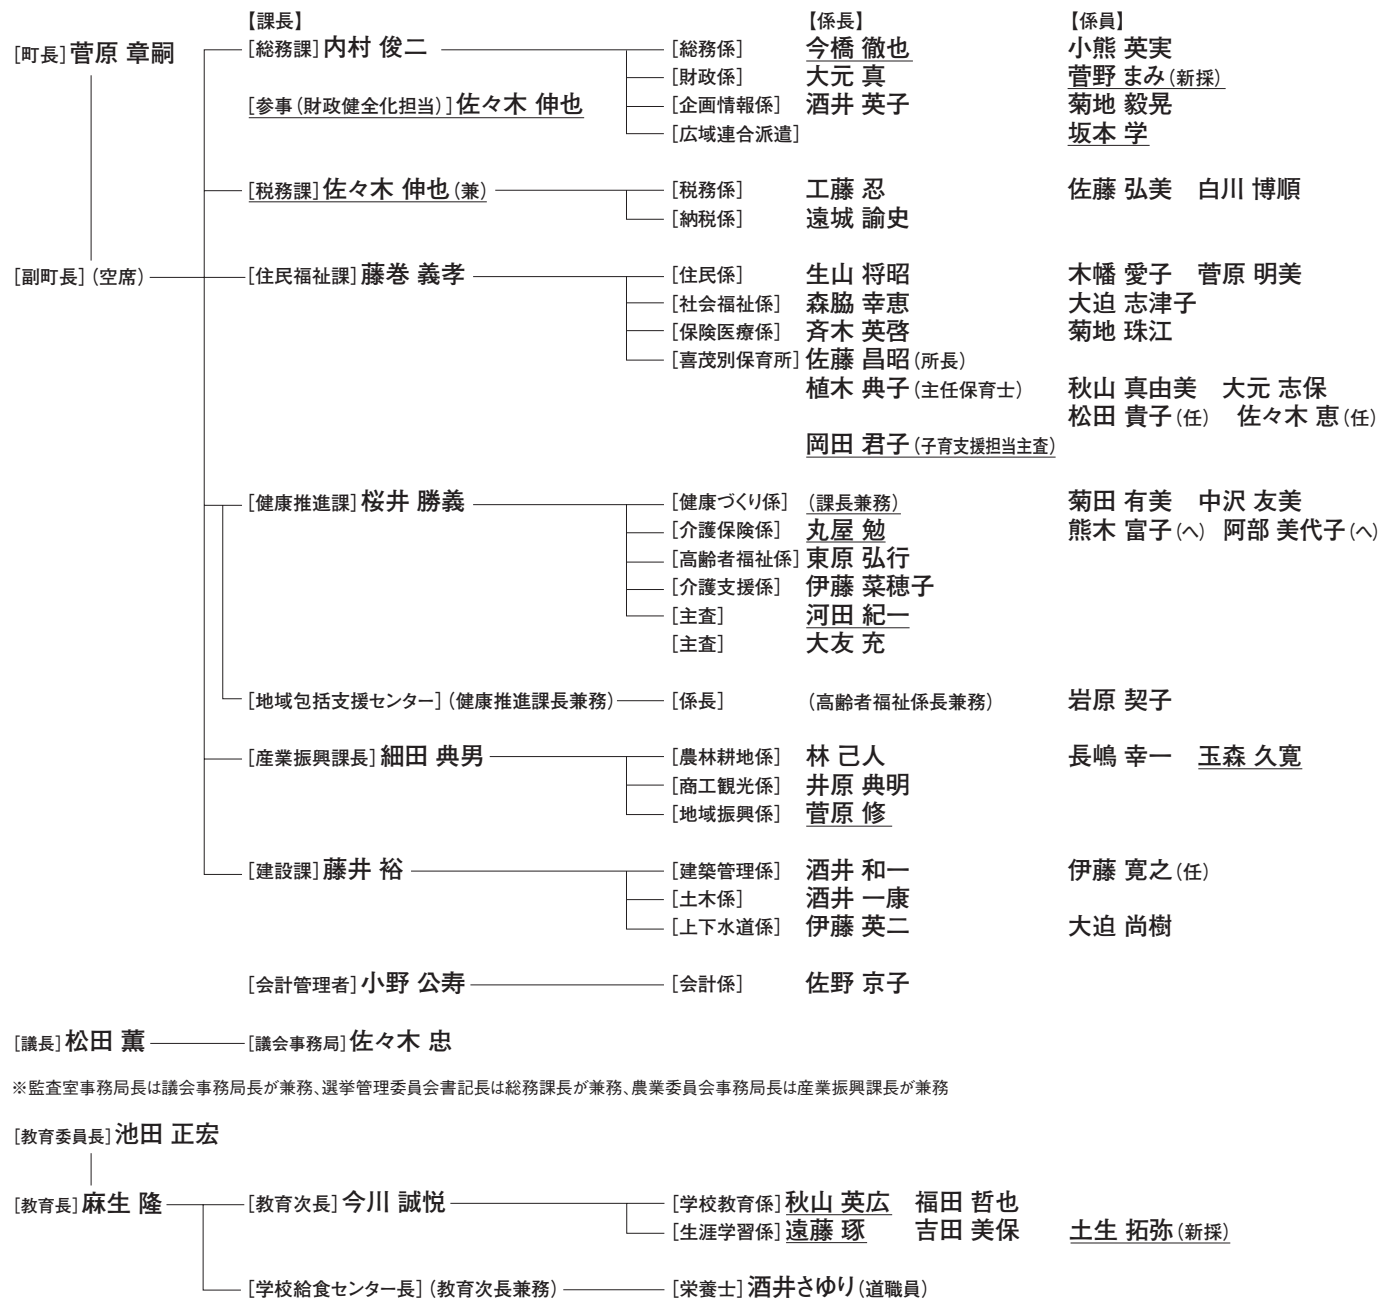 【課長】 【係長】 【係員】
[町長] 菅原 章嗣 [総務課] 内村 俊二 [総務係] 今橋 徹也 小熊 英実
[財政係] 大元 真 菅野 まみ(新採)
[参事(財政健全化担当)] 佐々木 伸也 [企画情報係] 酒井 英子 菊地 毅晃
[広域連合派遣] 坂本 学
[税務課] 佐々木 伸也(兼) [税務係] 工藤 忍 佐藤 弘美 白川 博順
[納税係] 遠城 諭史
[副町長] (空席) [住民福祉課] 藤巻 義孝 [住民係] 生山 将昭 木幡 愛子 菅原 明美
[社会福祉係] 森脇 幸恵 大迫 志津子
[保険医療係] 斉木 英啓 菊地 珠江
[喜茂別保育所] 佐藤 昌昭(所長)
植木 典子(主任保育士) 秋山 真由美 大元 志保
松田 貴子(任) 佐々木 恵(任)
岡田 君子(子育支援担当主査)
[健康推進課] 桜井 勝義 [健康づくり係] (課長兼務) 菊田 有美 中沢 友美
[介護保険係] 丸屋 勉 熊木 富子(へ) 阿部 美代子(へ)
[高齢者福祉係] 東原 弘行
[介護支援係] 伊藤 菜穂子
[主査] 河田 紀一
[主査] 大友 充
[地域包括支援センター] (健康推進課長兼務) [係長] (高齢者福祉係長兼務) 岩原 契子
[産業振興課長] 細田 典男 [農林耕地係] 林 己人 長嶋 幸一 玉森 久寛
[商工観光係] 井原 典明
[地域振興係] 菅原 修
[建設課] 藤井 裕 [建築管理係] 酒井 和一 伊藤 寛之(任)
[土木係] 酒井 一康
[上下水道係] 伊藤 英二 大迫 尚樹
[会計管理者] 小野 公寿 [会計係] 佐野 京子
[議長] 松田 薫 [議会事務局] 佐々木 忠
※監査室事務局長は議会事務局長が兼務、選挙管理委員会書記長は総務課長が兼務、農業委員会事務局長は産業振興課長が兼務
[教育委員長] 池田 正宏
[教育長] 麻生 隆 [教育次長] 今川 誠悦 [学校教育係] 秋山 英広 福田 哲也
[生涯学習係] 遠藤 琢 吉田 美保 土生 拓弥(新採)
[学校給食センター長] (教育次長兼務) [栄養士] 酒井さゆり(道職員)